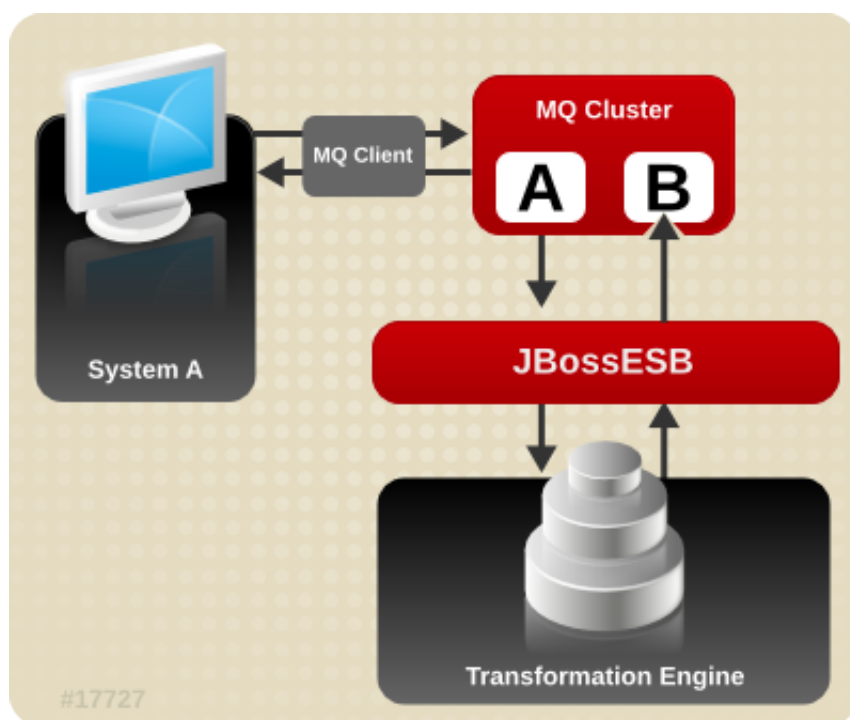 MQ Cluster
MQ Client
A B
System A
JBossESB
Transformation Engine
#17727